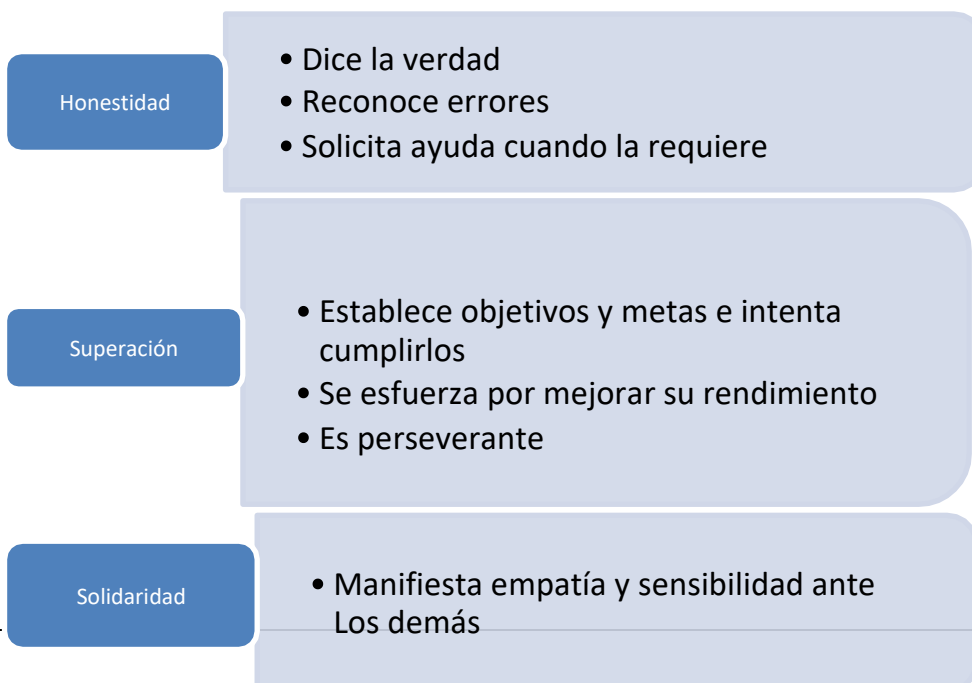 Honestidad
• Dice la verdad
• Reconoce errores
• Solicita ayuda cuando la requiere
Superación
• Establece objetivos y metas e intenta
cumplirlos
• Se esfuerza por mejorar su rendimiento
• Es perseverante
Solidaridad
• Manifiesta empatía y sensibilidad ante
Los demás